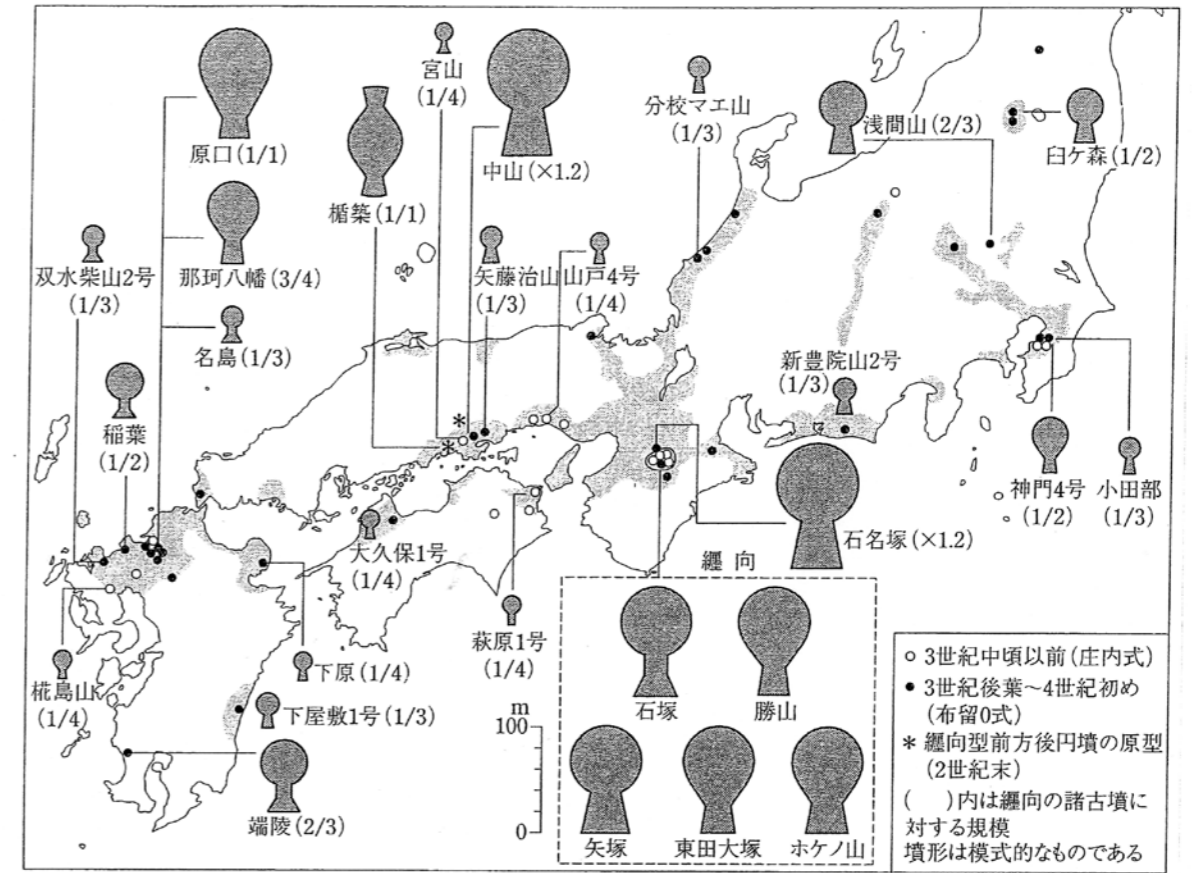 原口(1/1)
那珂八幡(3/4)
名島(1/3)
双水柴山2号
(1/3)
稲葉
(1/2)
宮山
(1/4)
楯築(1/1)
中山(×1.2)
矢藤治山
(1/3)
山戸4号
(1/4)
分校マエ山
(1/3)
浅間山(2/3)
臼ケ森(1/2)
新豊院山2号
(1/3)
神門4号
(1/2)
小田部
(1/3)
石名塚(×1.2)
大久保1号
(1/4)
萩原1号
(1/4)
下原(1/4)
下屋敷1号(1/3)
椛島山
(1/4)
端陵(2/3)
纒向
石塚
勝山
矢塚
東田大塚
ホケノ山
m
100
0
○ 3世紀中頃以前(庄内式)
● 3世紀後葉～4世紀初め
(布留0式)
* 纒向型前方後円墳の原型
(2世紀末)
( )内は纒向の諸古墳に
対する規模
墳形は模式的なものである